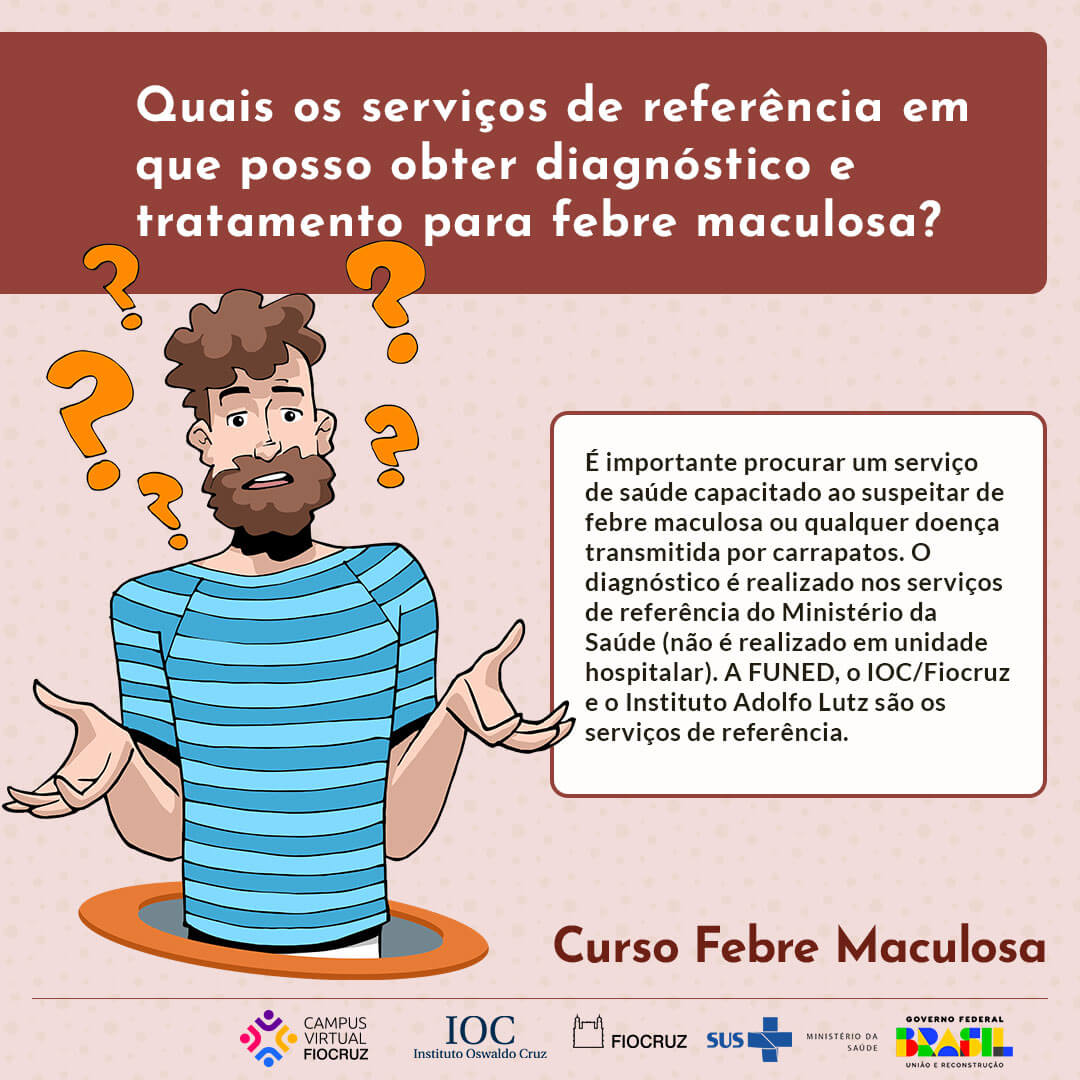 Quais os serviços de referência em
que posso obter diagnóstico e
tratamento para febre maculosa?
? ? ? ? ?
É importante procurar um serviço
de saúde capacitado ao suspeitar de
febre maculosa ou qualquer doença
transmitida por carrapatos. O
diagnóstico é realizado nos serviços
de referência do Ministério da
Saúde (não é realizado em unidade
hospitalar). A FUNED, o IOC/Fiocruz
e o Instituto Adolfo Lutz são os
serviços de referência.
Curso Febre Maculosa
CAMPUS
VIRTUAL
FIOCRUZ
IOC
Instituto Oswaldo Cruz
FIOCRUZ
SUS
MINISTÉRIO DA
SAÚDE
GOVERNO FEDERAL
BRASIL
UNIÃO E RECONSTRUÇÃO